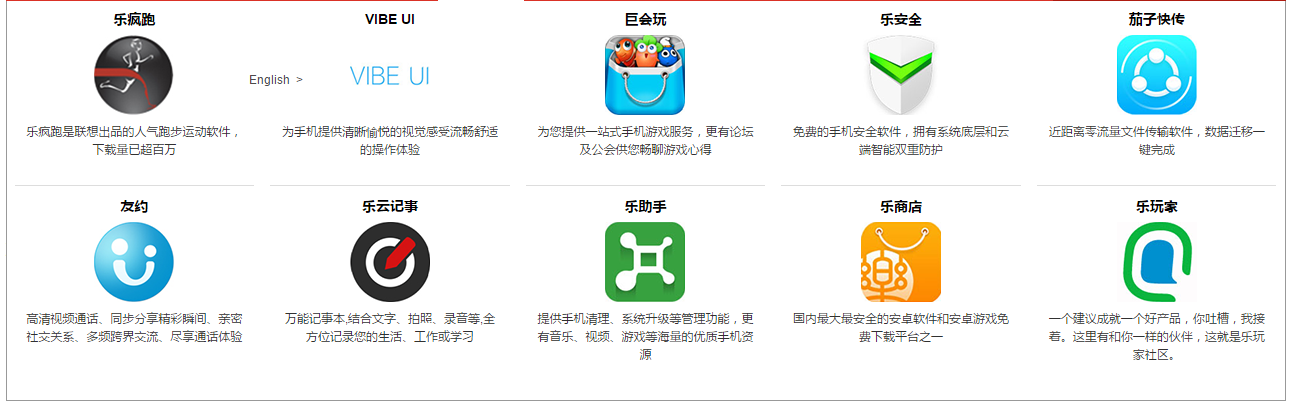 乐疯跑
VIBE UI
巨会玩
乐安全
茄子快传
English >
VIBE UI
乐疯跑是联想出品的人气跑步运动软件，
下载量已超百万
为手机提供清晰愉悦的视觉感受流畅舒适
的操作体验
为您提供一站式手机游戏服务，更有论坛
及公会供您畅聊游戏心得
免费的手机安全软件，拥有系统底层和云
端智能双重防护
近距离零流量文件传输软件，数据迁移一
键完成
友约
乐云记事
乐助手
乐商店
乐玩家
高清视频通话、同步分享精彩瞬间、亲密
社交关系、多频跨界交流、尽享通话体验
万能记事本,结合文字、拍照、录音等,全
方位记录您的生活、工作或学习
提供手机清理、系统升级等管理功能，更
有音乐、视频、游戏等海量的优质手机资
源
国内最大最安全的安卓软件和安卓游戏免
费下载平台之一
一个建议成就一个好产品，你吐槽，我接
着。这里有和你一样的伙伴，这就是乐玩
家社区。